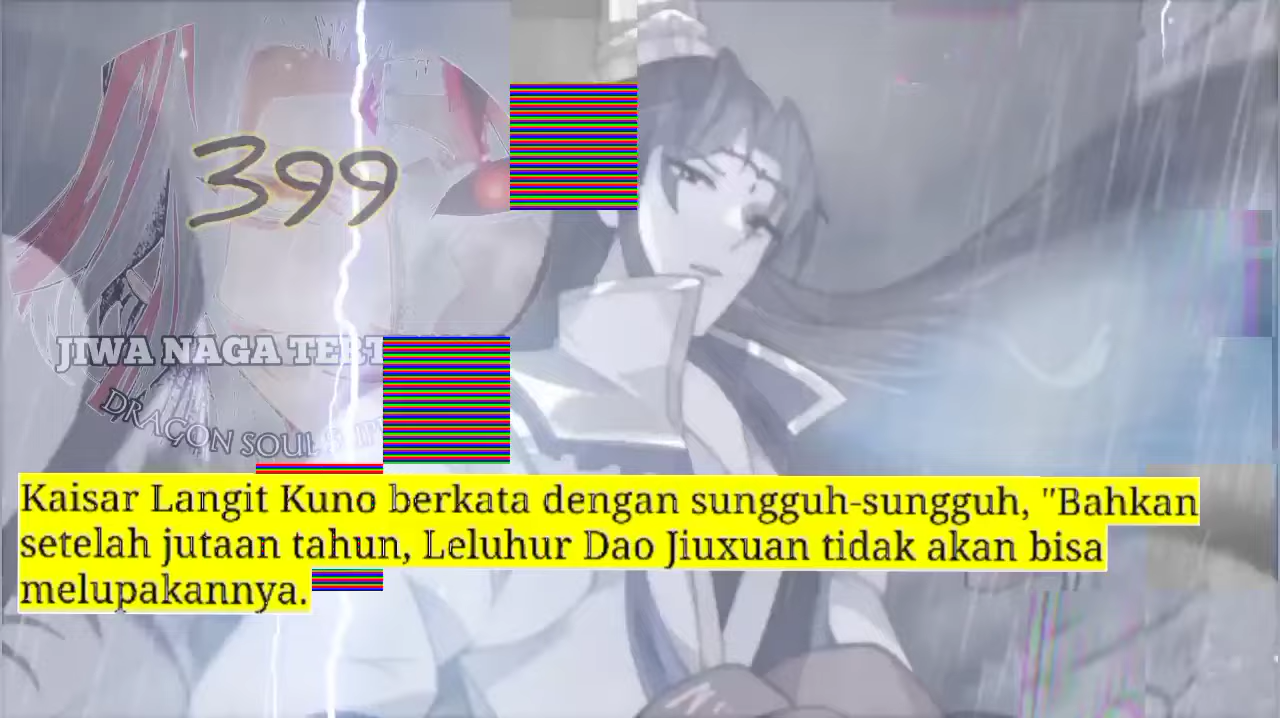 399
JIWA NAGA
DRAGON SOUL
Kaisar Langit Kuno berkata dengan sungguh-sungguh, "Bahkan
setelah jutaan tahun, Leluhur Dao Jiuxuan tidak akan bisa
melupakannya.